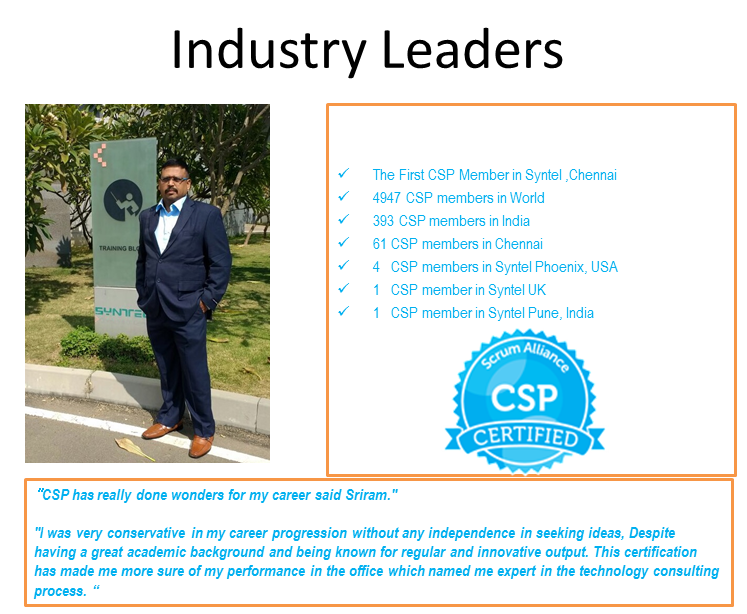 Industry Leaders
TRAINING BLO
SYNTEL
✓ The First CSP Member in Syntel ,Chennai
✓ 4947 CSP members in World
✓ 393 CSP members in India
✓ 61 CSP members in Chennai
✓ 4 CSP members in Syntel Phoenix, USA
✓ 1 CSP member in Syntel UK
✓ 1 CSP member in Syntel Pune, India
Scrum Alliance
CSP
CERTIFIED
"CSP has really done wonders for my career said Sriram."
"I was very conservative in my career progression without any independence in seeking ideas, Despite
having a great academic background and being known for regular and innovative output. This certification
has made me more sure of my performance in the office which named me expert in the technology consulting
process. “